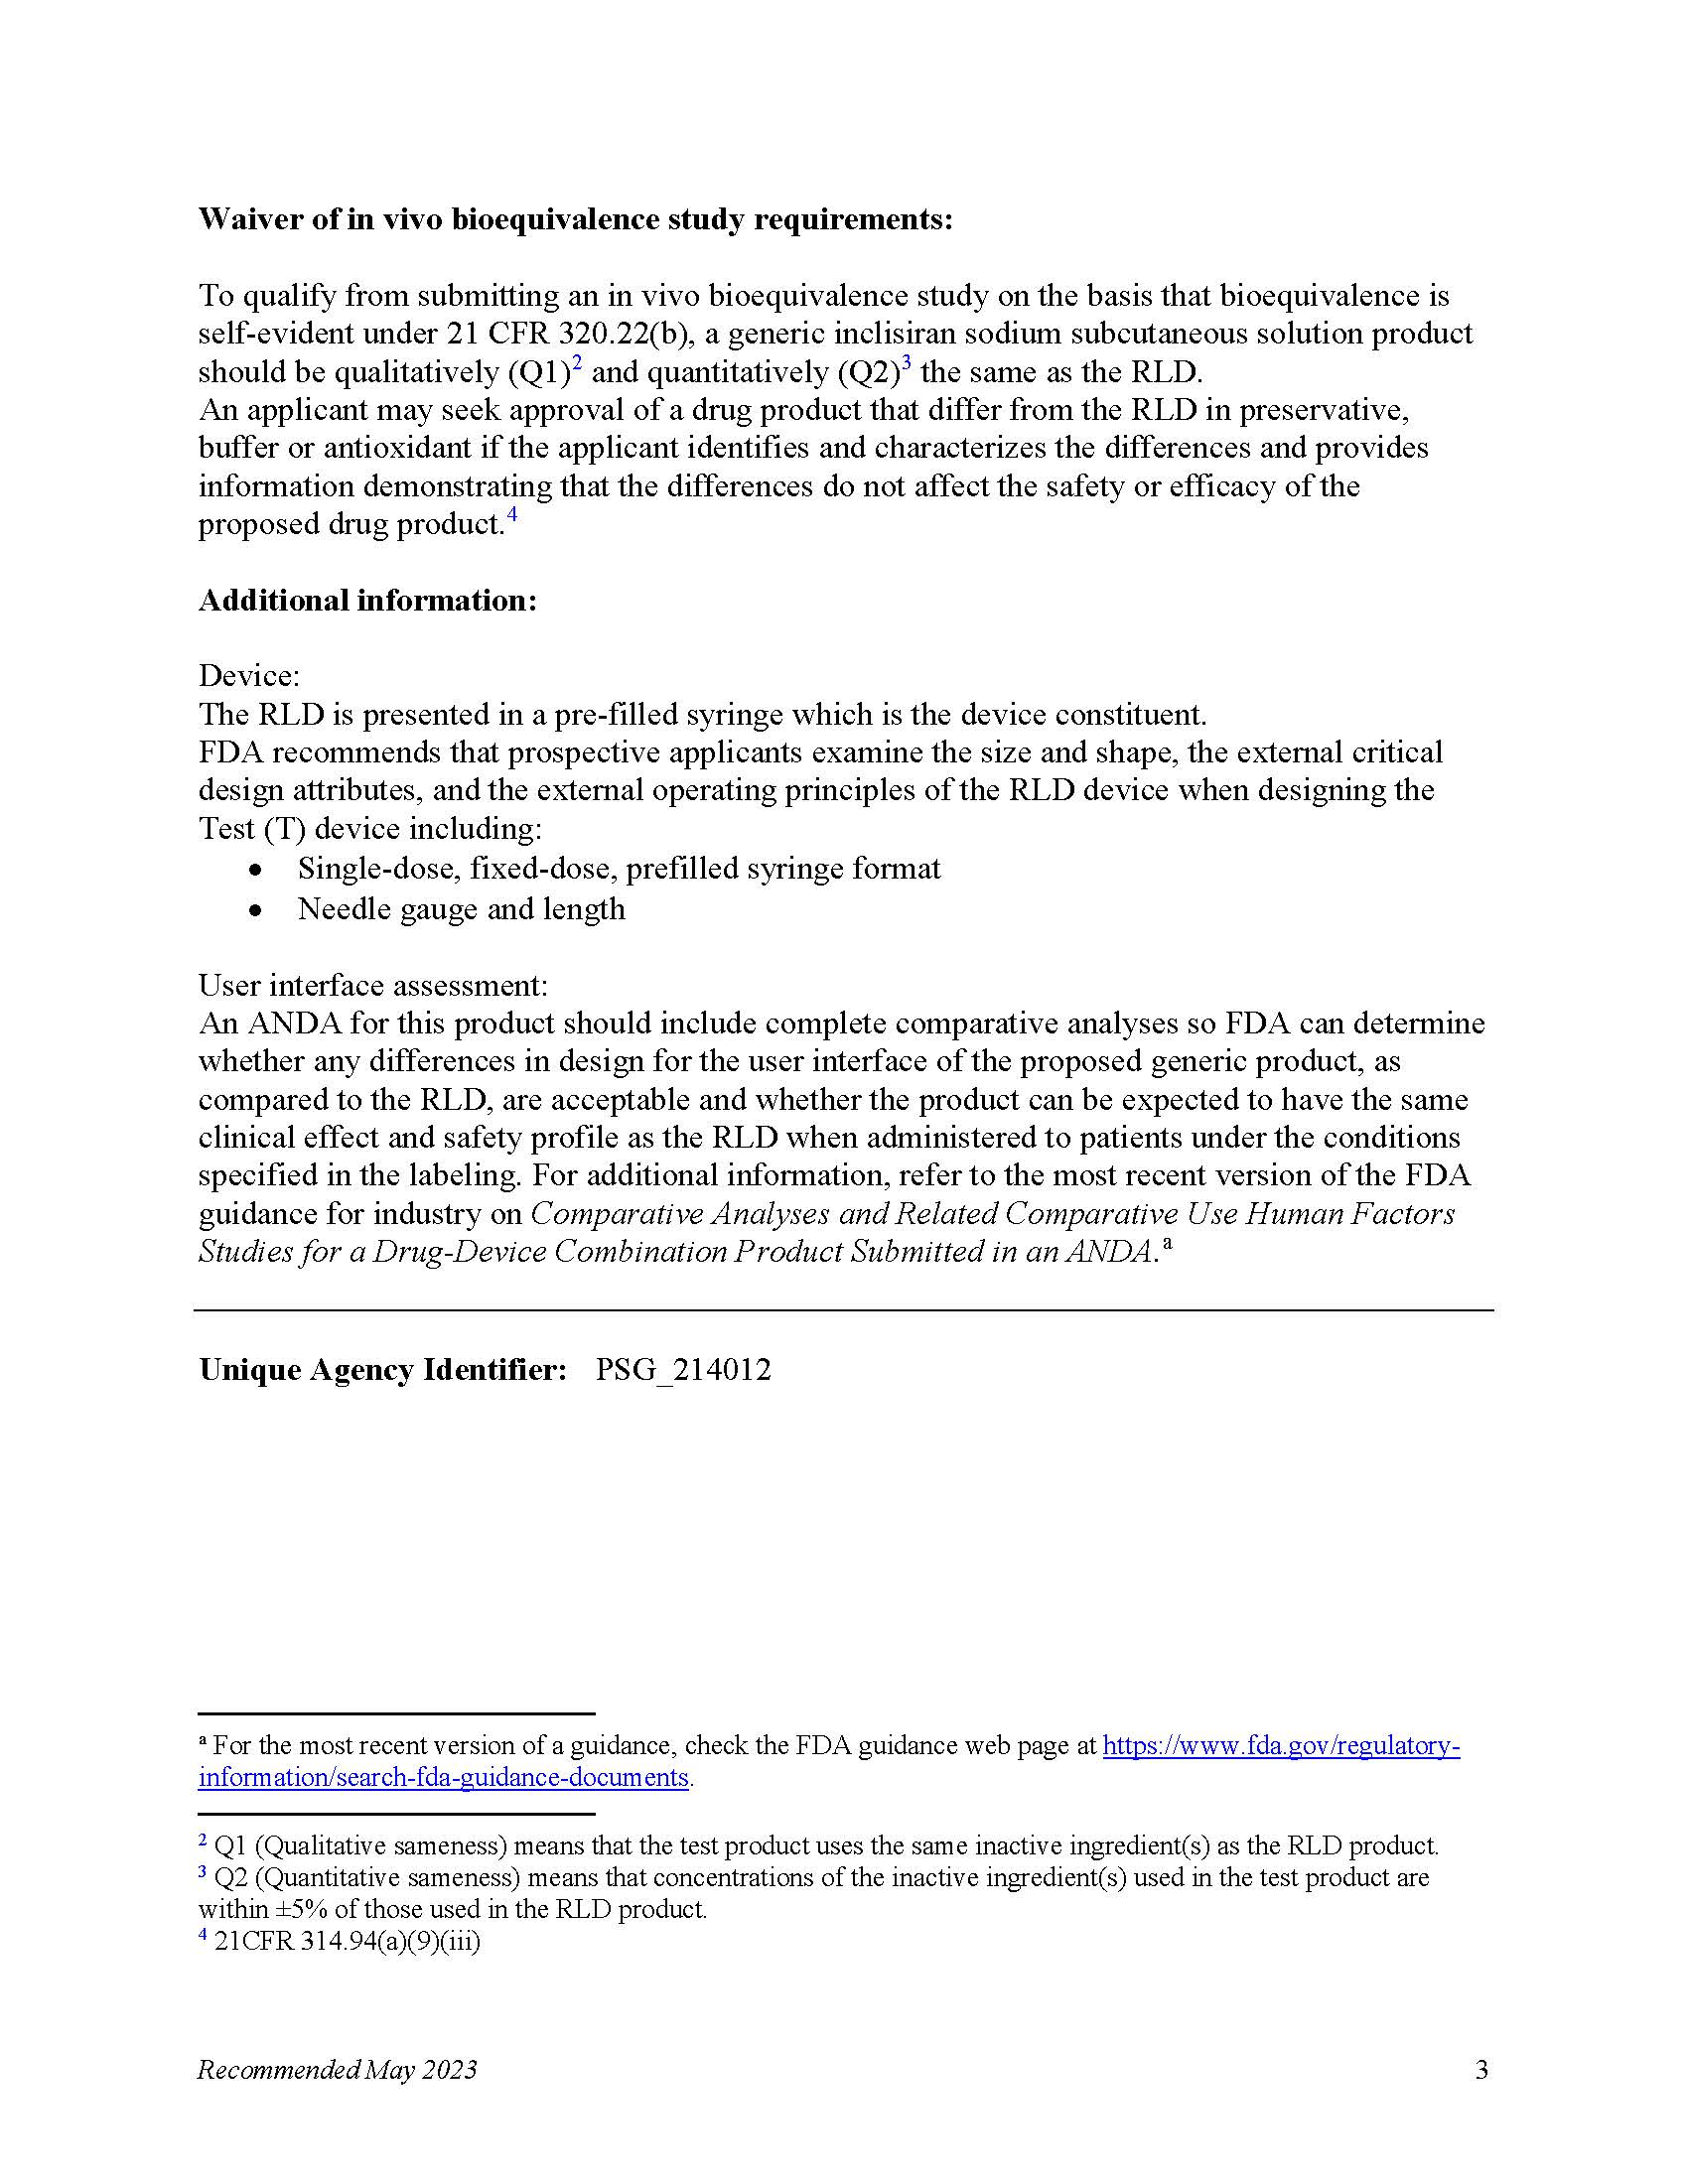 Waiver of in vivo bioequivalence study requirements:
To qualify from submitting an in vivo bioequivalence study on the basis that bioequivalence is
self-evident under 21 CFR 320.22(b), a generic inclisiran sodium subcutaneous solution product
should be qualitatively (Q1)2 and quantitatively (Q2)3 the same as the RLD.
An applicant may seek approval of a drug product that differ from the RLD in preservative,
buffer or antioxidant if the applicant identifies and characterizes the differences and provides
information demonstrating that the differences do not affect the safety or efficacy of the
proposed drug product.4
Additional information:
Device:
The RLD is presented in a pre-filled syringe which is the device constituent.
FDA recommends that prospective applicants examine the size and shape, the external critical
design attributes, and the external operating principles of the RLD device when designing the
Test (T) device including:
• Single-dose, fixed-dose, prefilled syringe format
• Needle gauge and length
User interface assessment:
An ANDA for this product should include complete comparative analyses so FDA can determine
whether any differences in design for the user interface of the proposed generic product, as
compared to the RLD, are acceptable and whether the product can be expected to have the same
clinical effect and safety profile as the RLD when administered to patients under the conditions
specified in the labeling. For additional information, refer to the most recent version of the FDA
guidance for industry on Comparative Analyses and Related Comparative Use Human Factors
Studies for a Drug-Device Combination Product Submitted in an ANDA.a
Unique Agency Identifier: PSG_214012
a For the most recent version of a guidance, check the FDA guidance web page at https://www.fda.gov/regulatory-
information/search-fda-guidance-documents.
2 Q1 (Qualitative sameness) means that the test product uses the same inactive ingredient(s) as the RLD product.
3 Q2 (Quantitative sameness) means that concentrations of the inactive ingredient(s) used in the test product are
within ±5% of those used in the RLD product.
4 21CFR 314.94(a)(9)(iii)
Recommended May 2023 3